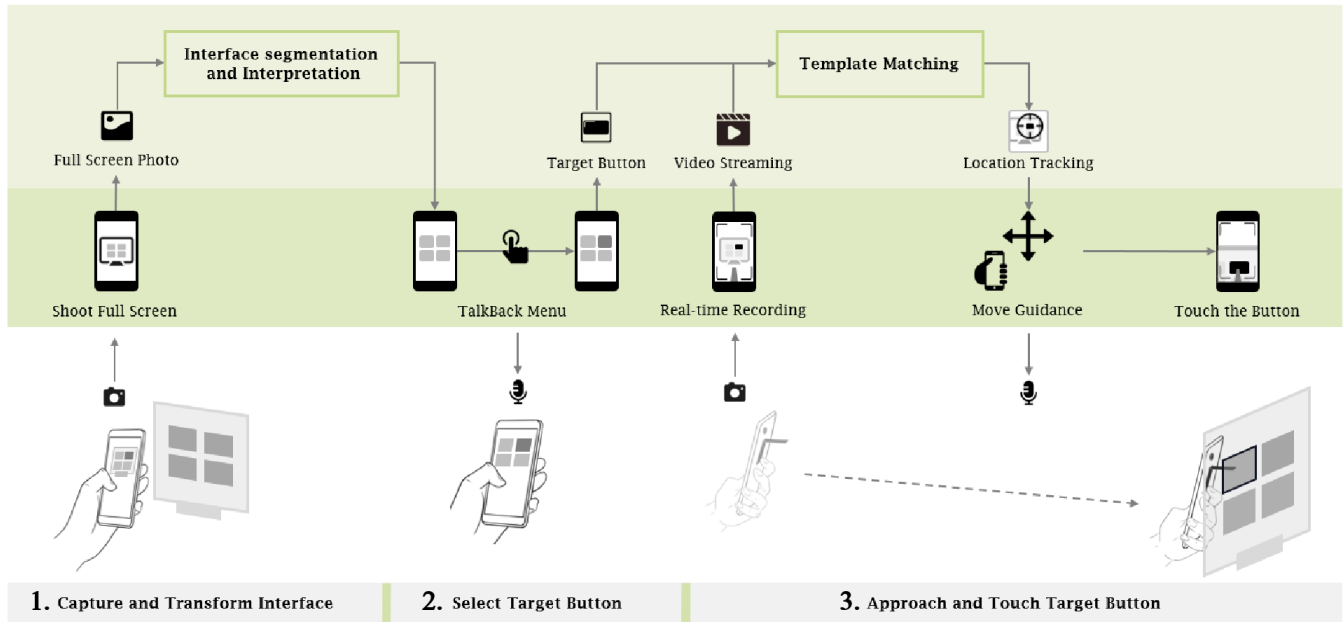 Interface segmentation
and Interpretation
Template Matching
Full Screen Photo
Target Button
Video Streaming
Location Tracking
Shoot Full Screen
TalkBack Menu
Real-time Recording
Move Guidance
Touch the Button
1. Capture and Transform Interface
2. Select Target Button
3. Approach and Touch Target Button